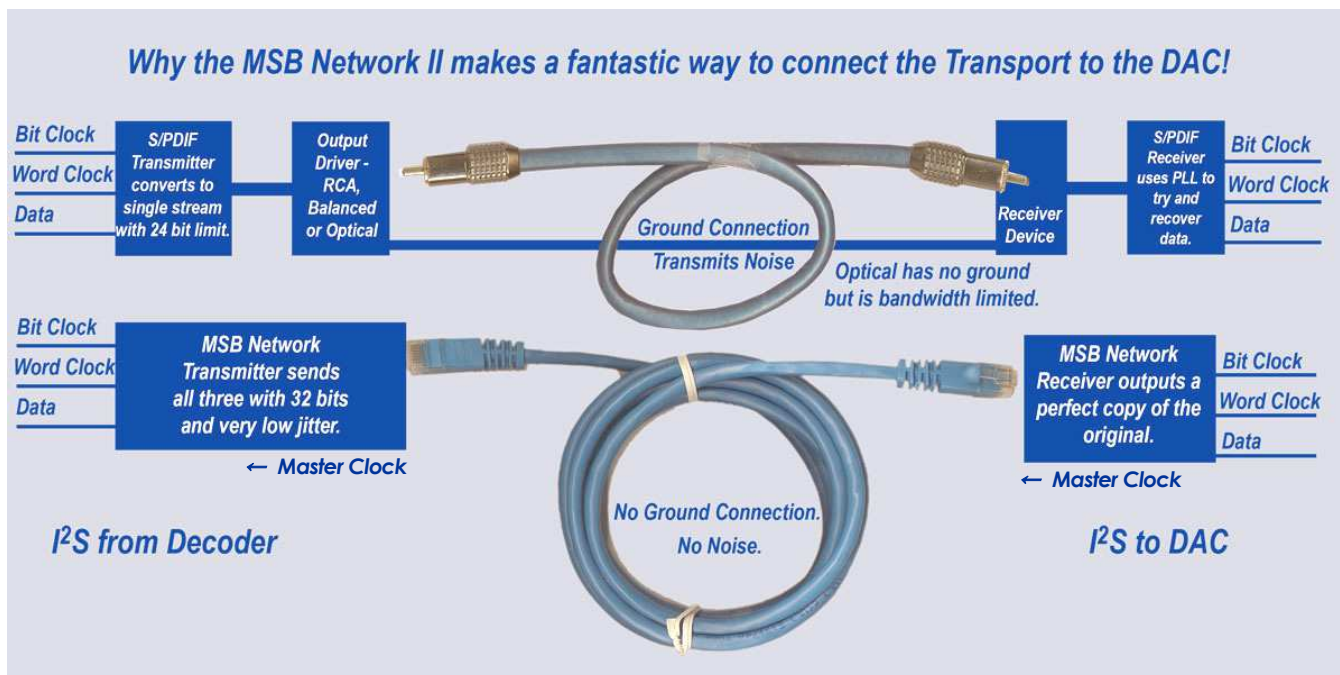 Why the MSB Network II makes a fantastic way to connect the Transport to the DAC!
Bit Clock
Word Clock
Data
S/PDIF
Transmitter
converts to
single stream
with 24 bit limit.
Output
Driver -
RCA,
Balanced
or Optical
Ground Connection
Transmits Noise
Optical has no ground
but is bandwidth limited.
Receiver
Device
S/PDIF
Receiver
uses PLL to
try and
recover
data.
Bit Clock
Word Clock
Data
Bit Clock
Word Clock
Data
MSB Network
Transmitter sends
all three with 32 bits
and very low jitter.
← Master Clock
No Ground Connection.
No Noise.
MSB Network
Receiver outputs a
perfect copy of the
original.
← Master Clock
Bit Clock
Word Clock
Data
I²S from Decoder
I²S to DAC